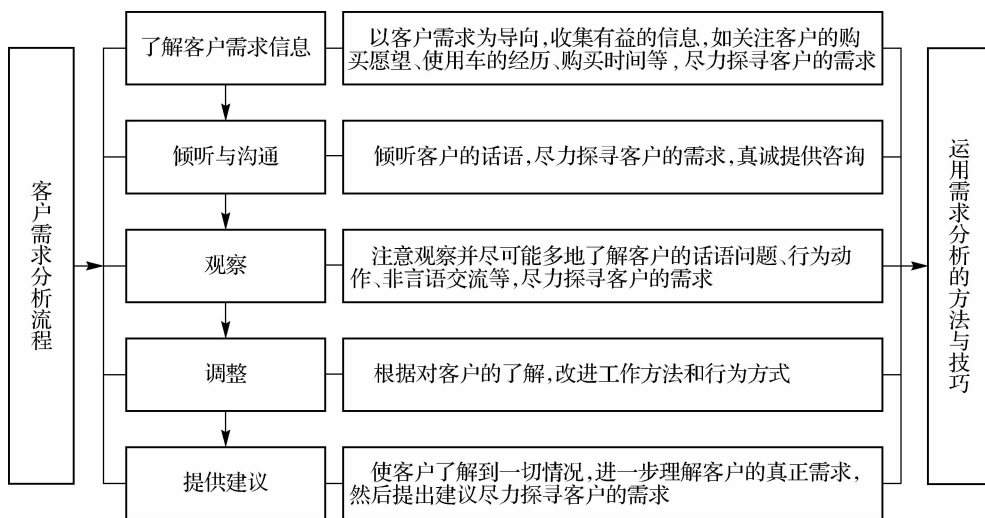 客户需求分析流程
了解客户需求信息
以客户需求为导向,收集有益的信息,如关注客户的购
买愿望、使用车的经历、购买时间等,尽力探寻客户的需求
倾听与沟通
倾听客户的话语,尽力探寻客户的需求,真诚提供咨询
观察
注意观察并尽可能多地了解客户的话语问题、行为动
作、非言语交流等,尽力探寻客户的需求
调整
根据对客户的了解,改进工作方法和行为方式
提供建议
使客户了解到一切情况,进一步理解客户的真正需求,
然后提出建议尽力探寻客户的需求
运用需求分析的方法与技巧